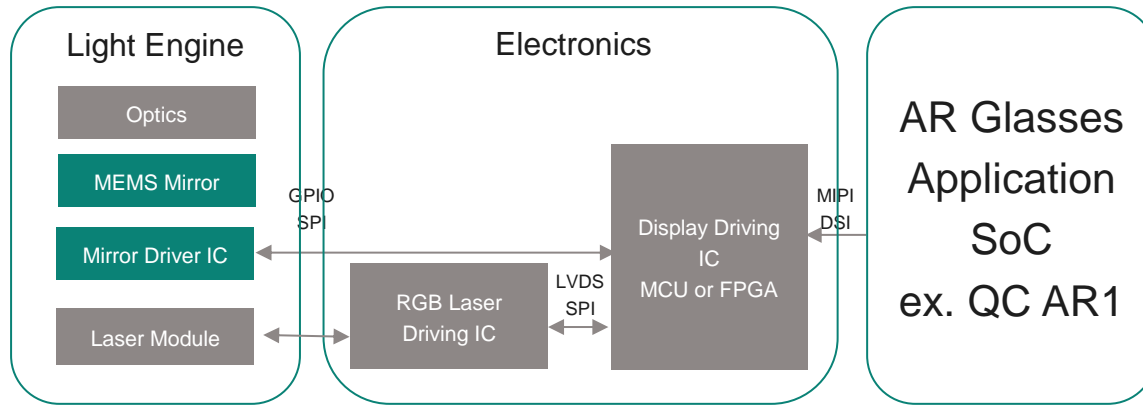 Light Engine
Optics
MEMS Mirror
Mirror Driver IC
Laser Module
GPIO
SPI
Electronics
RGB Laser
Driving IC
LVDS
SPI
Display Driving
IC
MCU or FPGA
MIPI
DSI
AR Glasses
Application
SoC
ex. QC AR1